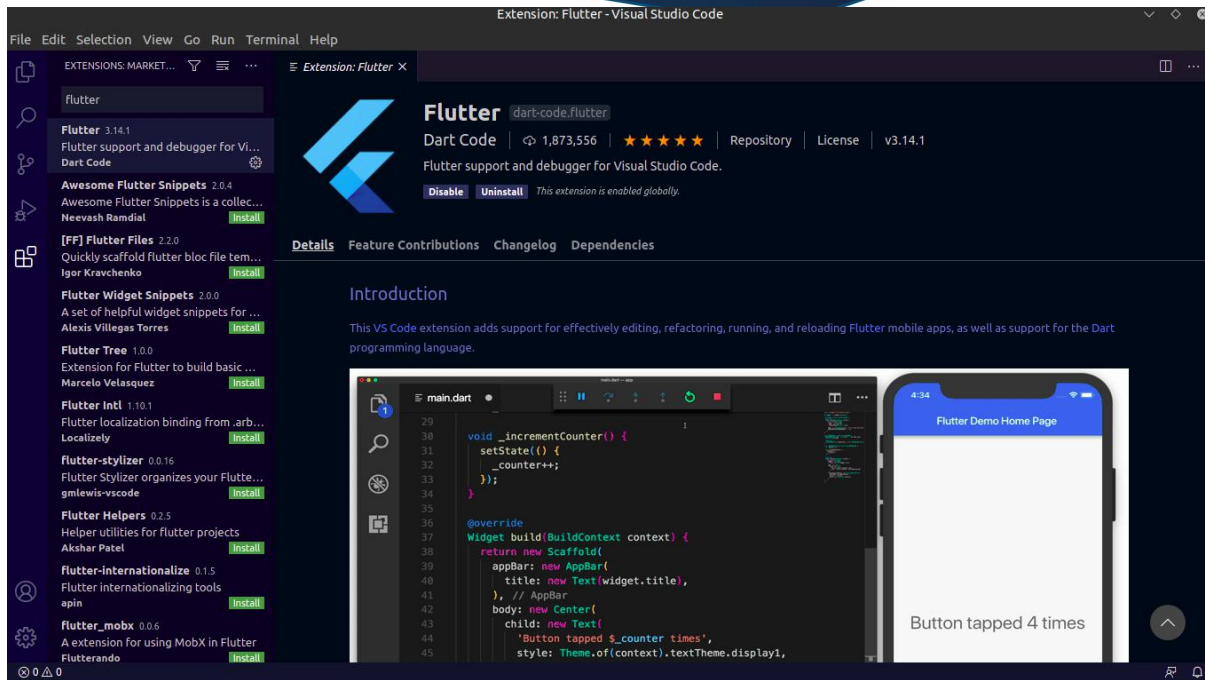 Extension: Flutter - Visual Studio Code
File Edit Selection View Go Run Terminal Help
EXTENSIONS: MARKET...
flutter
Flutter 3.14.1
Flutter support and debugger for Vi...
Dart Code
Awesome Flutter Snippets 2.0.4
Awesome Flutter Snippets is a collec...
Neevash Ramdial Install
[FF] Flutter Files 2.2.0
Quickly scaffold flutter bloc file tem...
Igor Kravchenko Install
Flutter Widget Snippets 2.0.0
A set of helpful widget snippets for ...
Alexis Villegas Torres Install
Flutter Tree 1.0.0
Extension for Flutter to build basic ...
Marcelo Velasquez Install
Flutter Intl 1.10.1
Flutter localization binding from .arb...
Localizely Install
flutter-stylizer 0.0.16
Flutter Stylizer organizes your Flutte...
gmlewis-vscode Install
Flutter Helpers 0.2.5
Helper utilities for flutter projects
Akshar Patel Install
flutter-internationalize 0.1.5
Flutter internationalizing tools
apin Install
flutter_mobx 0.0.6
A extension for using MobX in Flutter
Flutterando Install
Extension: Flutter
Flutter dart-code.flutter
Dart Code 1,873,556 Repository License v3.14.1
Flutter support and debugger for Visual Studio Code.
Disable Uninstall This extension is enabled globally.
Details Feature Contributions Changelog Dependencies
Introduction
This VS Code extension adds support for effectively editing, refactoring, running, and reloading Flutter mobile apps, as well as support for the Dart
programming language.
main.dart — app
1
main.dart
29
30 void _incrementCounter() {
31 setState(() {
32 _counter++;
33 });
34 }
35
36 @override
37 Widget build(BuildContext context) {
38 return new Scaffold(
39 appBar: new AppBar(
40 title: new Text(widget.title),
41 ), // AppBar
42 body: new Center(
43 child: new Text(
44 'Button tapped $_counter times',
45 style: Theme.of(context).textTheme.display1,
4:34
Flutter Demo Home Page
Button tapped 4 times
0 0